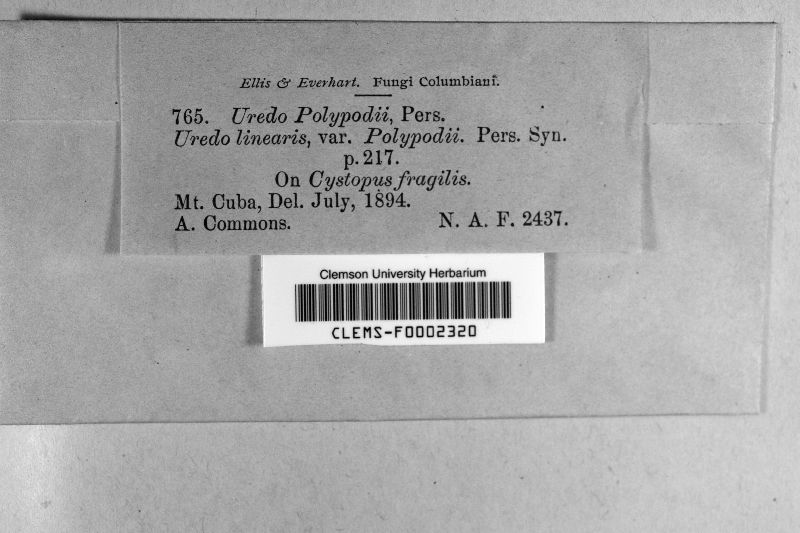 Ellis & Everhart. Fungi Columbiani.
765. Uredo Polypodii, Pers.
Uredo linearis, var. Polypodii. Pers. Syn.
p. 217.
On Cystopus fragilis.
Mt. Cuba, Del. July, 1894.
A. Commons. N. A. F. 2437.
Clemson University Herbarium
CLEMS-F0002320